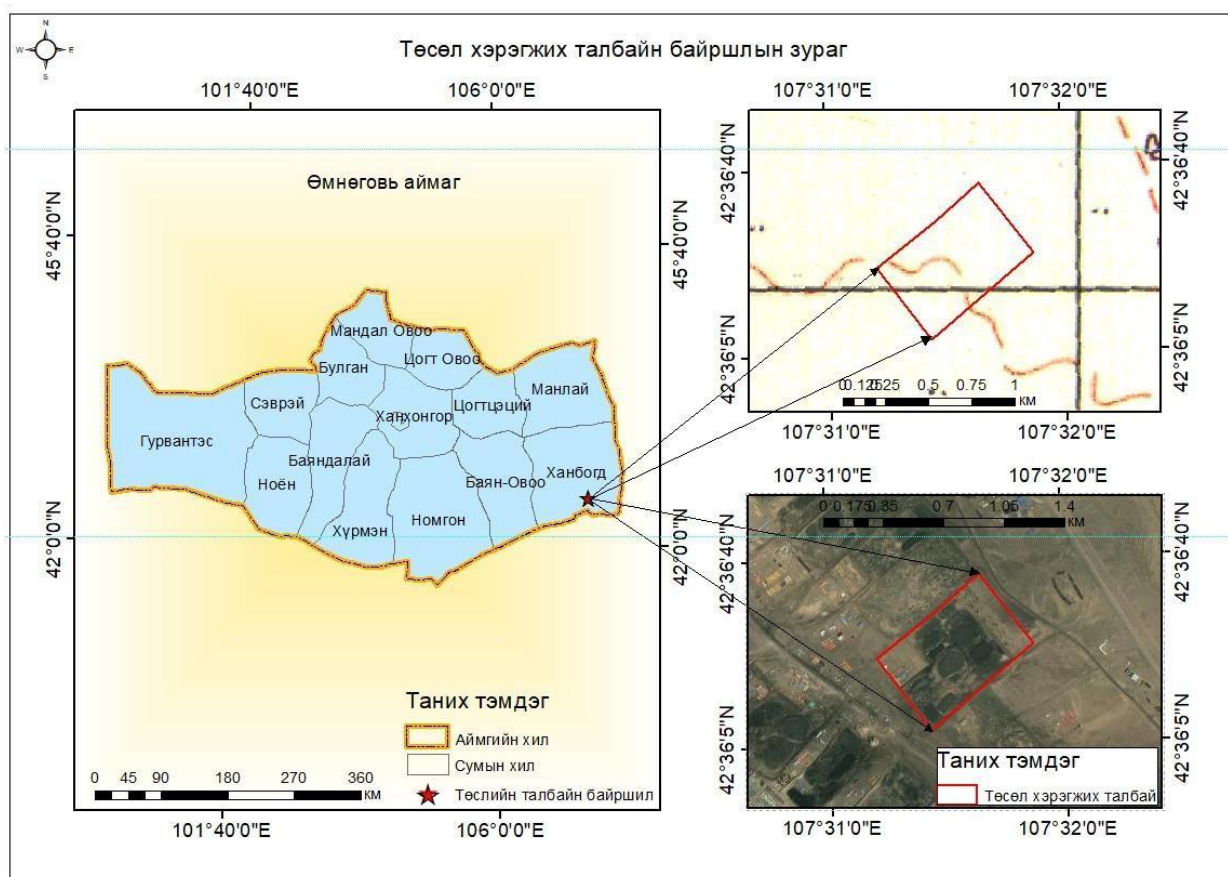 N
W E
S
Төсөл хэрэгжих талбайн байршлын зураг
101°40'0"E 106°0'0"E
45°40'0"N
45°40'0"N
42°0'0"N
42°0'0"N
Өмнөговь аймаг
Мандал Овоо
Цогт Овоо
Булган
Манлай
Сэврэй
Цогтцэций
Ханхонгор
Гурвантэс
Баяндалай
Ханбогд
Ноён
Баян-Овоо
Номгон
Хүрмэн
Таних тэмдэг
Аймгийн хил
Сумын хил
Төслийн талбайн байршил
0 45 90 180 270 360
КМ
101°40'0"E 106°0'0"E
107°31'0"E 107°32'0"E
42°36'40"N
42°36'40"N
42°36'5"N
42°36'5"N
0 0.125 0.25 0.5 0.75 1
КМ
107°31'0"E 107°32'0"E
107°31'0"E 107°32'0"E
0 0.175 0.35 0.7 1.05 1.4
КМ
42°36'40"N
42°36'40"N
42°36'5"N
42°36'5"N
Таних тэмдэг
Төсөл хэрэгжих талбай
107°31'0"E 107°32'0"E